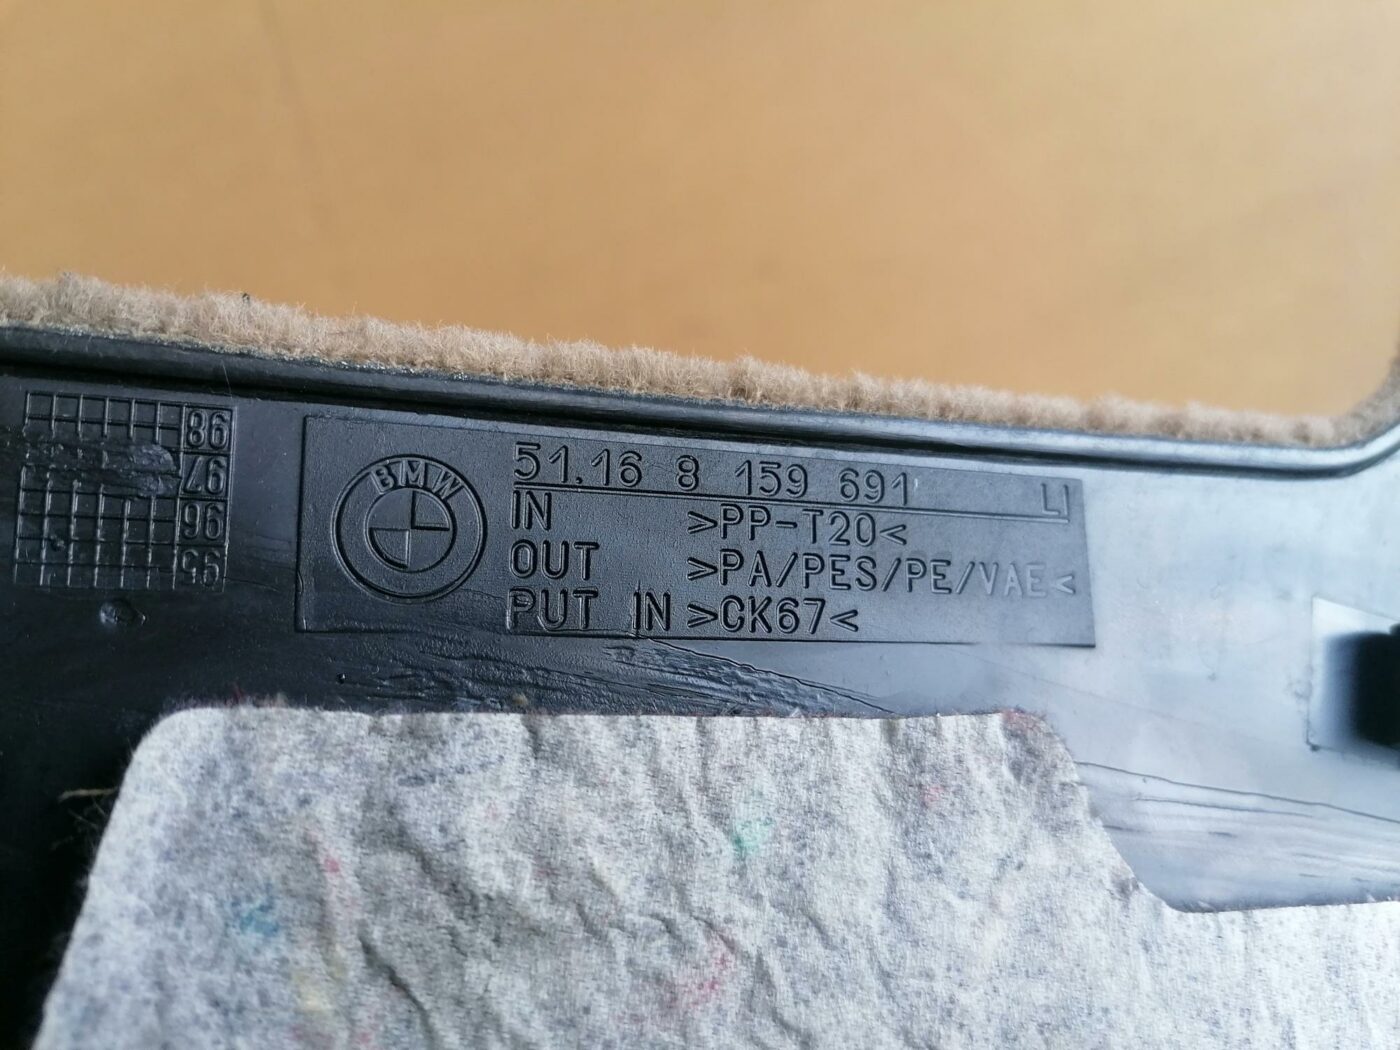 98
97
96
95
BMW
51.16 8 159 691 LI
IN >PP-T20<
OUT >PA/PES/PE/VAE<
PUT IN >CK67<